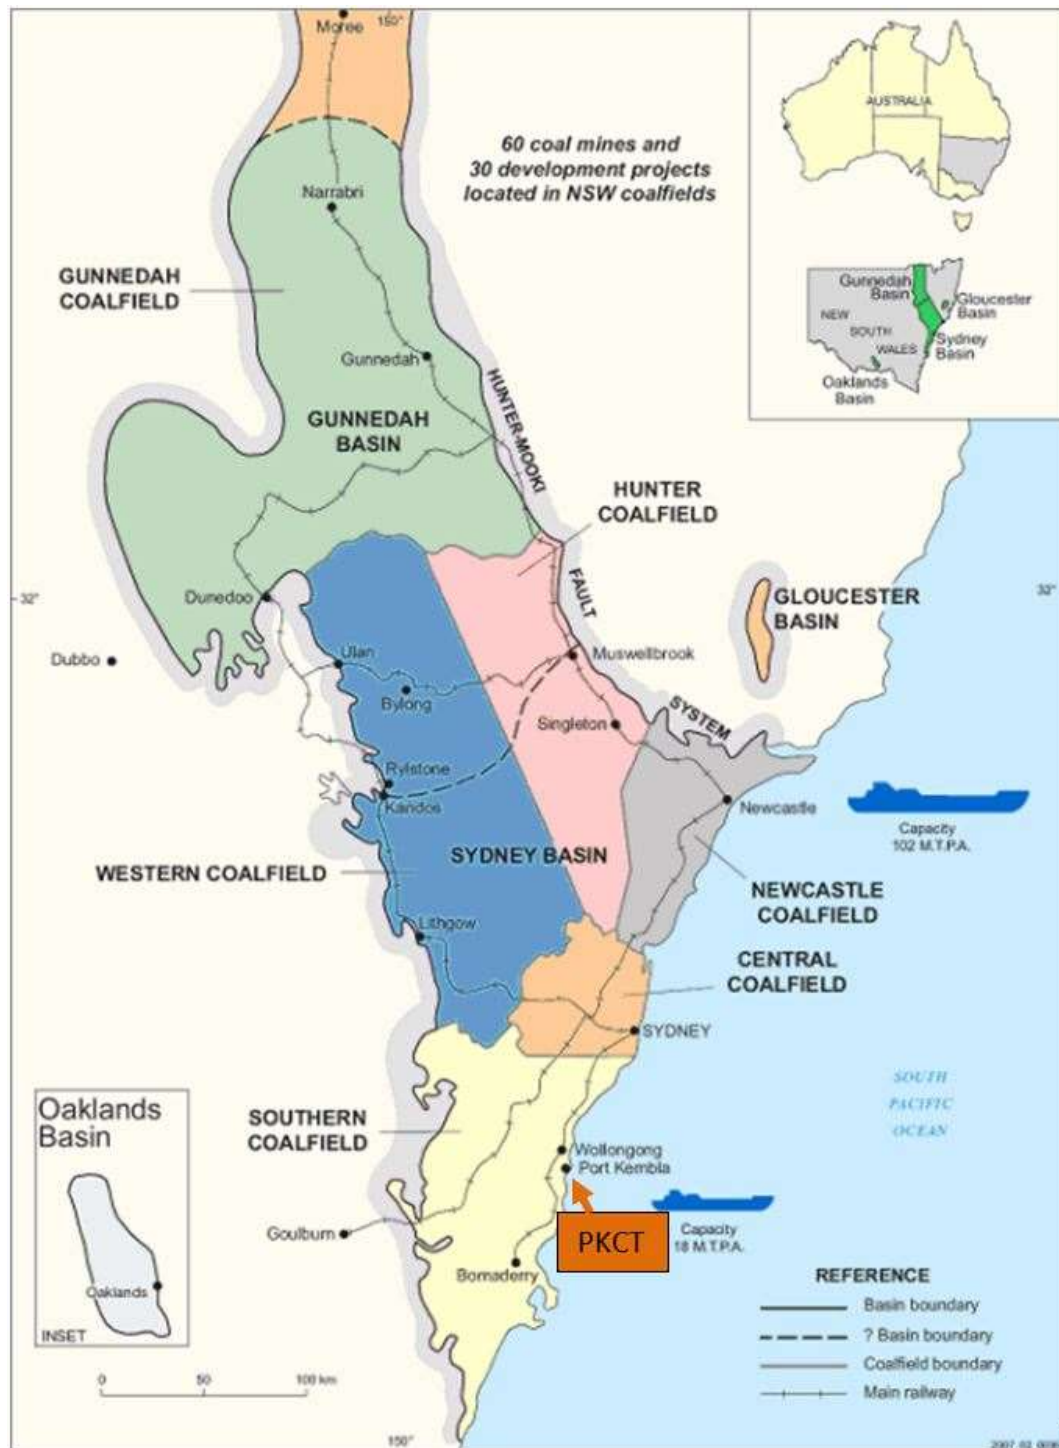 Moree
150°
60 coal mines and
30 development projects
located in NSW coalfields
AUSTRALIA
Gunnedah
Basin
Gloucester
Basin
NEW
SOUTH
WALES
Sydney
Basin
Oaklands
Basin
Narrabri
GUNNEDAH
COALFIELD
Gunnedah
GUNNEDAH
BASIN
HUNTER-MOOKI
FAULT
SYSTEM
HUNTER
COALFIELD
32°
Dunedoo
GLOUCESTER
BASIN
32°
Dubbo
Ulan
Muswellbrook
Bylong
Singleton
Rylstone
Kandos
Newcastle
Capacity
102 M.T.P.A.
WESTERN COALFIELD
SYDNEY BASIN
NEWCASTLE
COALFIELD
Lithgow
CENTRAL
COALFIELD
SYDNEY
SOUTH
PACIFIC
OCEAN
Oaklands
Basin
Oaklands
INSET
SOUTHERN
COALFIELD
Wollongong
Port Kembla
PKCT
Capacity
18 M.T.P.A.
Goulburn
Bomaderry
REFERENCE
Basin boundary
? Basin boundary
Coalfield boundary
Main railway
0 50 100 km
150°